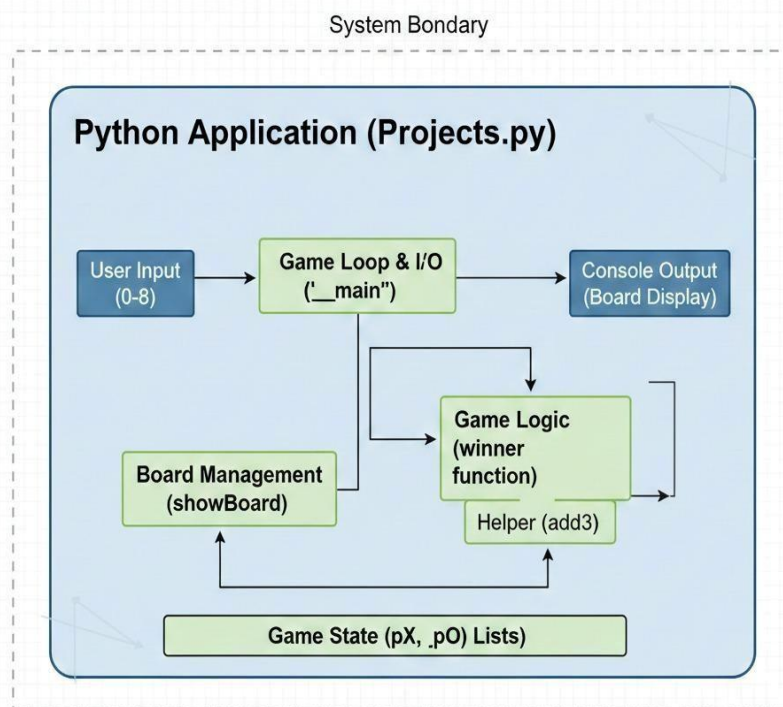 System Bondary
Python Application (Projects.py)
User Input
(0-8)
Game Loop & I/O
('__main")
Console Output
(Board Display)
Game Logic
(winner
function)
Board Management
(showBoard)
Helper (add3)
Game State (pX, .pO) Lists)